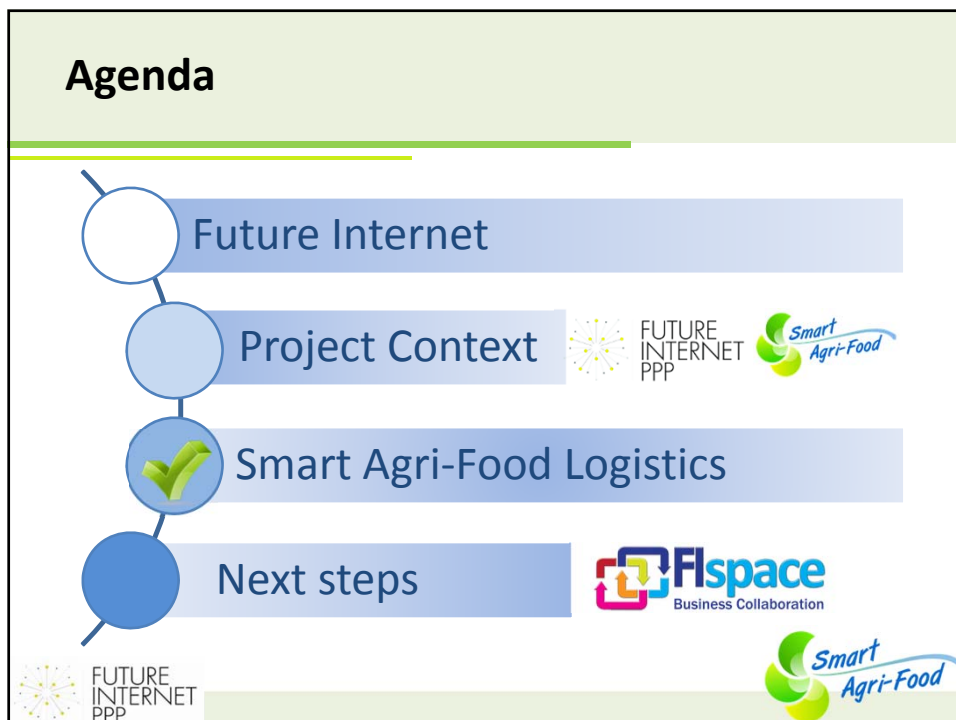 Agenda
Future Internet
Project Context
FUTURE
INTERNET
PPP
Smart
Agri-Food
Smart Agri-Food Logistics
Next steps
FIspace
Business Collaboration
FUTURE
INTERNET
PPP
Smart
Agri-Food